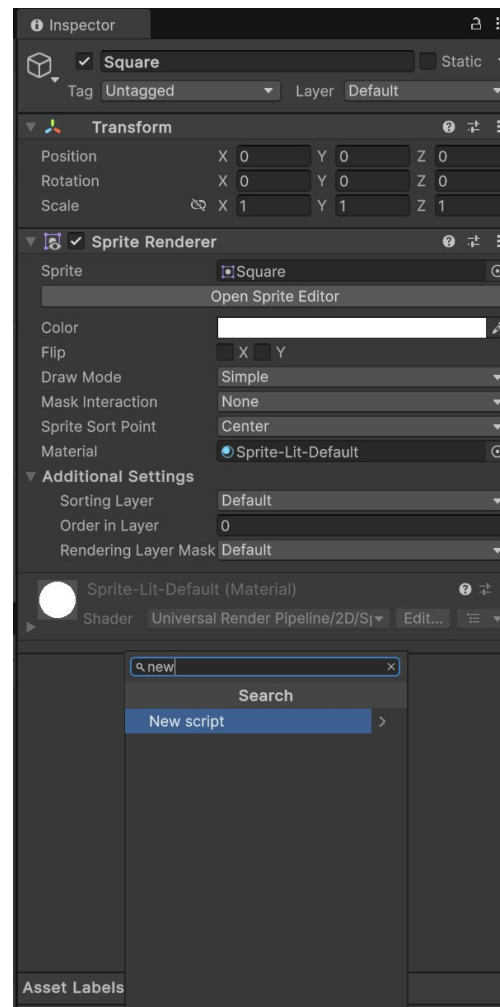 Inspector
Square Static
Tag Untagged Layer Default
Transform
Position X 0 Y 0 Z 0
Rotation X 0 Y 0 Z 0
Scale X 1 Y 1 Z 1
Sprite Renderer
Sprite Square
Open Sprite Editor
Color
Flip X Y
Draw Mode Simple
Mask Interaction None
Sprite Sort Point Center
Material Sprite-Lit-Default
Additional Settings
Sorting Layer Default
Order in Layer 0
Rendering Layer Mask Default
Sprite-Lit-Default (Material)
Shader Universal Render Pipeline/2D/Sp Edit...
new
Search
New script
Asset Labels